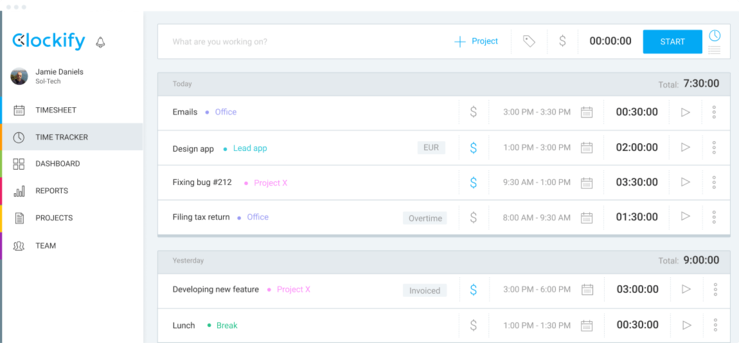 Clockify
Jamie Daniels
Sol-Tech
TIMESHEET
TIME TRACKER
DASHBOARD
REPORTS
PROJECTS
TEAM
What are you working on? + Project $ 00:00:00 START
Today Total: 7:30:00
Emails • Office $ 3:00 PM - 3:30 PM 00:30:00
Design app • Lead app EUR $ 1:00 PM - 3:00 PM 02:00:00
Fixing bug #212 • Project X $ 9:30 AM - 1:00 PM 03:30:00
Filing tax return • Office Overtime $ 8:00 AM - 9:30 AM 01:30:00
Yesterday Total: 9:00:00
Developing new feature • Project X Invoiced $ 3:00 PM - 6:00 PM 03:00:00
Lunch • Break $ 1:00 PM - 1:30 PM 00:30:00